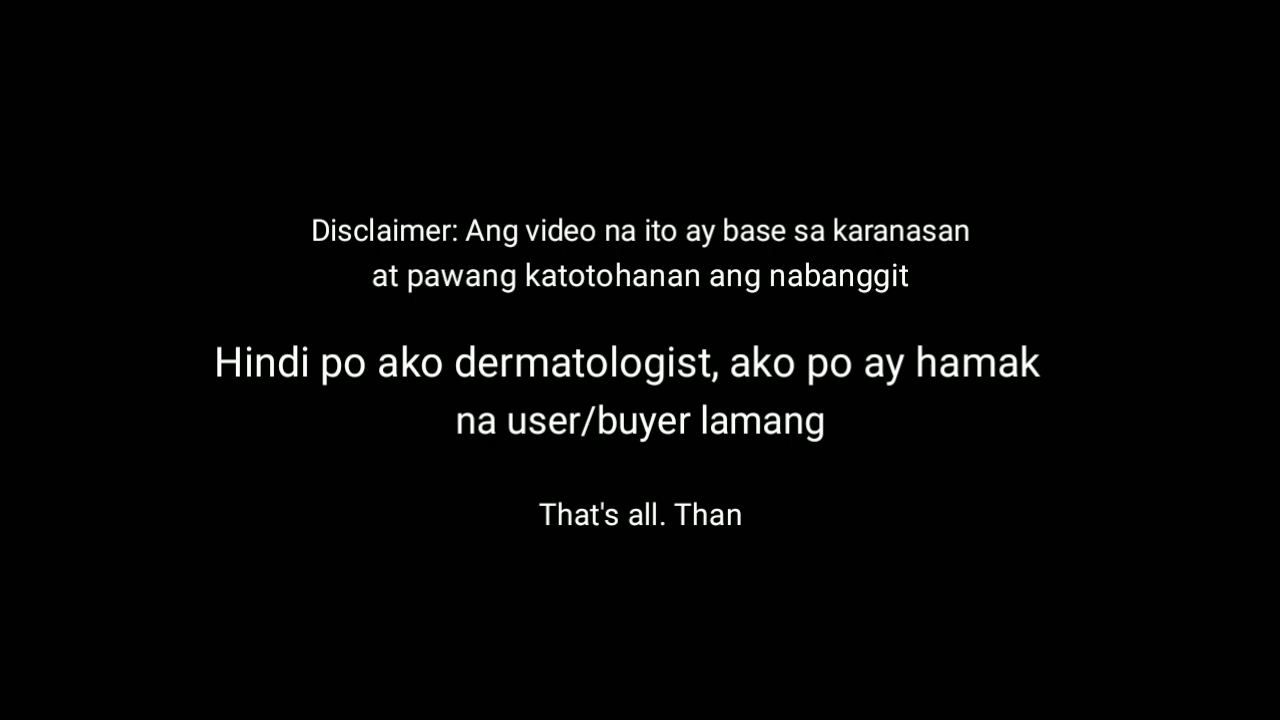 Disclaimer: Ang video na ito ay base sa karanasan
at pawang katotohanan ang nabanggit
Hindi po ako dermatologist, ako po ay hamak
na user/buyer lamang
That's all. Than